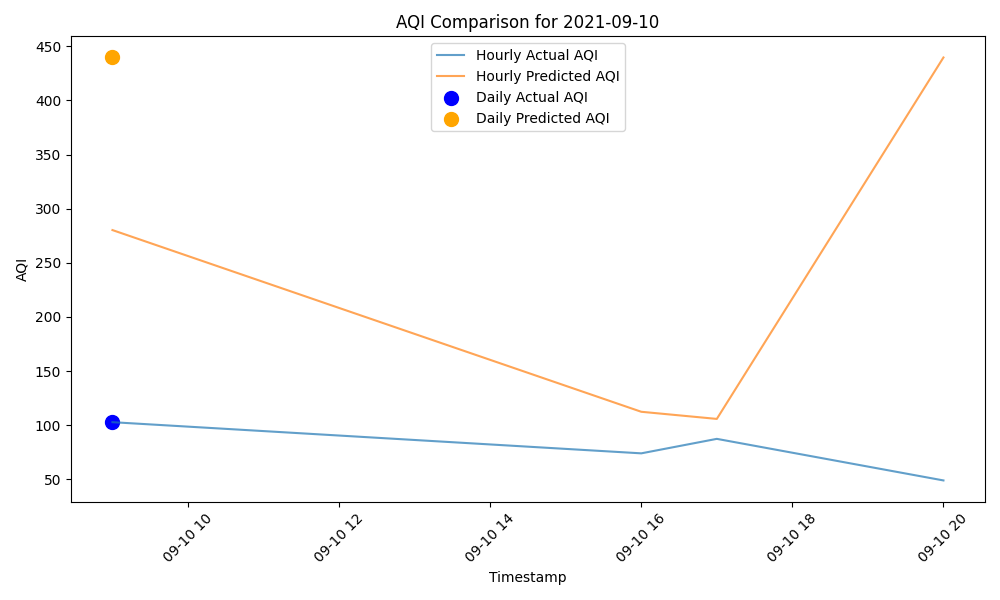 AQI Comparison for 2021-09-10
Hourly Actual AQI
Hourly Predicted AQI
Daily Actual AQI
Daily Predicted AQI
AQI
450
400
350
300
250
200
150
100
50
09-10 10
09-10 12
09-10 14
09-10 16
09-10 18
09-10 20
Timestamp